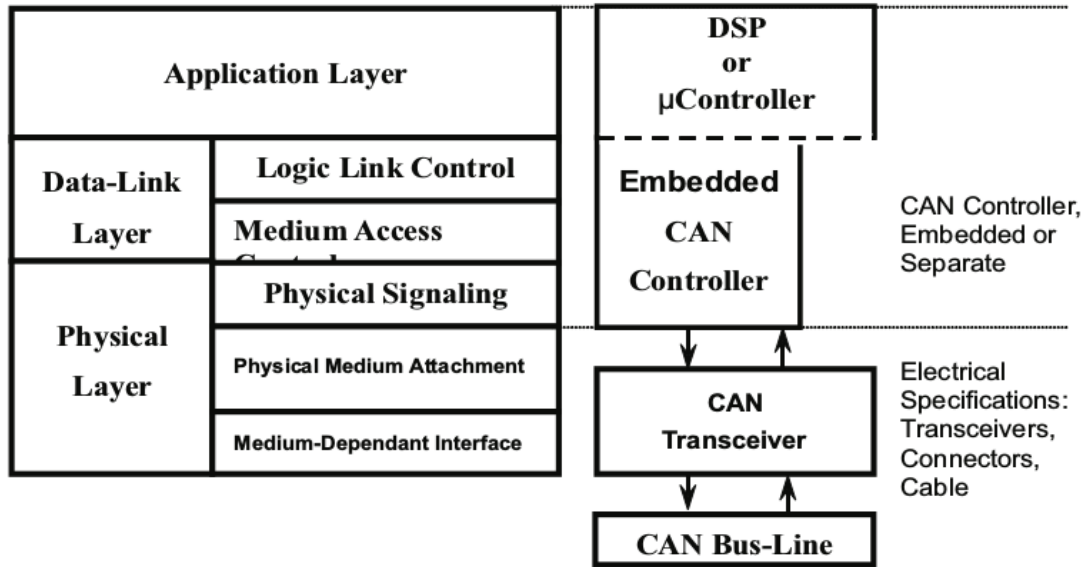 Application Layer
Data-Link
Layer
Logic Link Control
Medium Access
Physical
Layer
Physical Signaling
Physical Medium Attachment
Medium-Dependant Interface
DSP
or
µController
Embedded
CAN
Controller
CAN
Transceiver
CAN Bus-Line
CAN Controller,
Embedded or
Separate
Electrical
Specifications:
Transceivers,
Connectors,
Cable